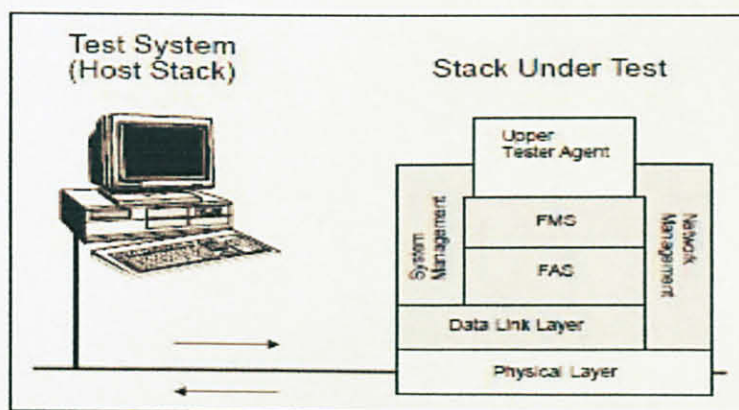 Test System
(Host Stack)
Stack Under Test
Upper
Tester Agent
System
Management
FMS
FAS
Network
Management
Data Link Layer
Physical Layer